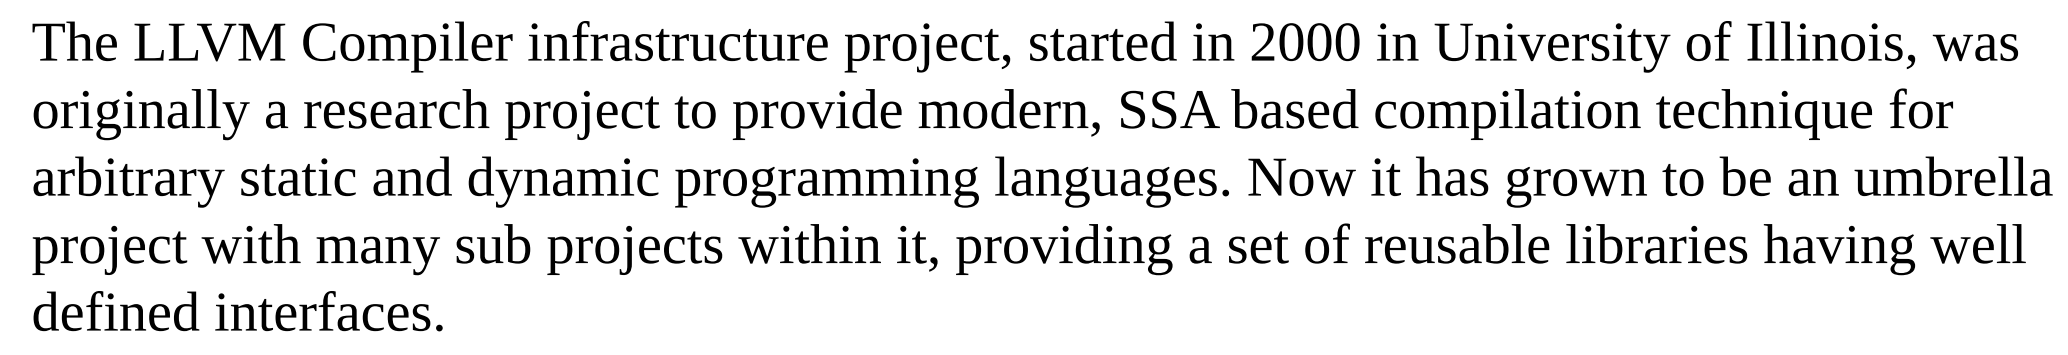 The LLVM Compiler infrastructure project, started in 2000 in University of Illinois, was
originally a research project to provide modern, SSA based compilation technique for
arbitrary static and dynamic programming languages. Now it has grown to be an umbrella
project with many sub projects within it, providing a set of reusable libraries having well
defined interfaces.